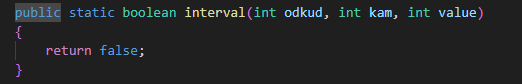 public static boolean interval(int odkud, int kam, int value)
{
return false;
}